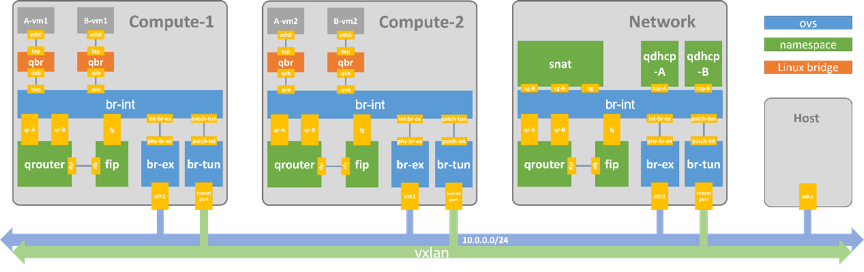 Compute-1
A-vm1
B-vm1
eth0
eth0
tap
tap
qbr
qbr
qvb
qvb
qvo
qvo
br-int
qr-A
qr-B
fg
int-br-ex
patch-tun
phy-br-ex
patch-int
qrouter
fip
br-ex
br-tun
eth1
tunnel
port
Compute-2
A-vm2
B-vm2
eth0
eth0
tap
tap
qbr
qbr
qvb
qvb
qvo
qvo
br-int
qr-A
qr-B
fg
int-br-ex
patch-tun
phy-br-ex
patch-int
qrouter
fip
br-ex
br-tun
eth1
tunnel
port
Network
snat
qdhcp
-A
qdhcp
-B
sg-B
sg-A
qg
tap-A
tap-A
br-int
qr-A
qr-B
fg
int-br-ex
patch-tun
phy-br-ex
patch-int
qrouter
fip
br-ex
br-tun
eth1
tunnel
port
ovs
namespace
Linux bridge
Host
eth1
10.0.0.0/24
vxlan